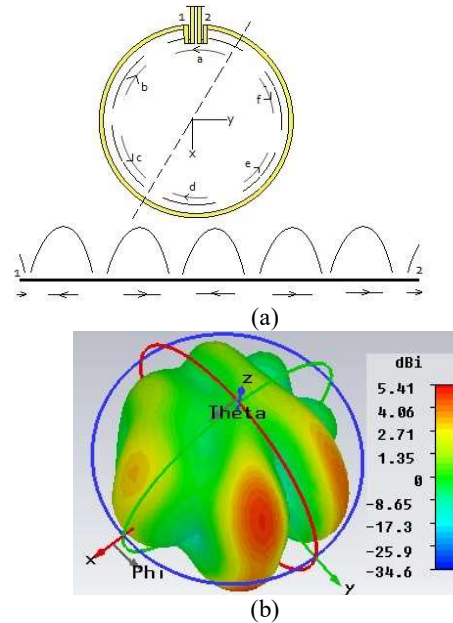 1 2
a
b
f
y
x
c
e
d
1 2
(a)
dBi
5.41
4.06
2.71
1.35
0
-8.65
-17.3
-25.9
-34.6
z
Theta
x
Phi
y
(b)